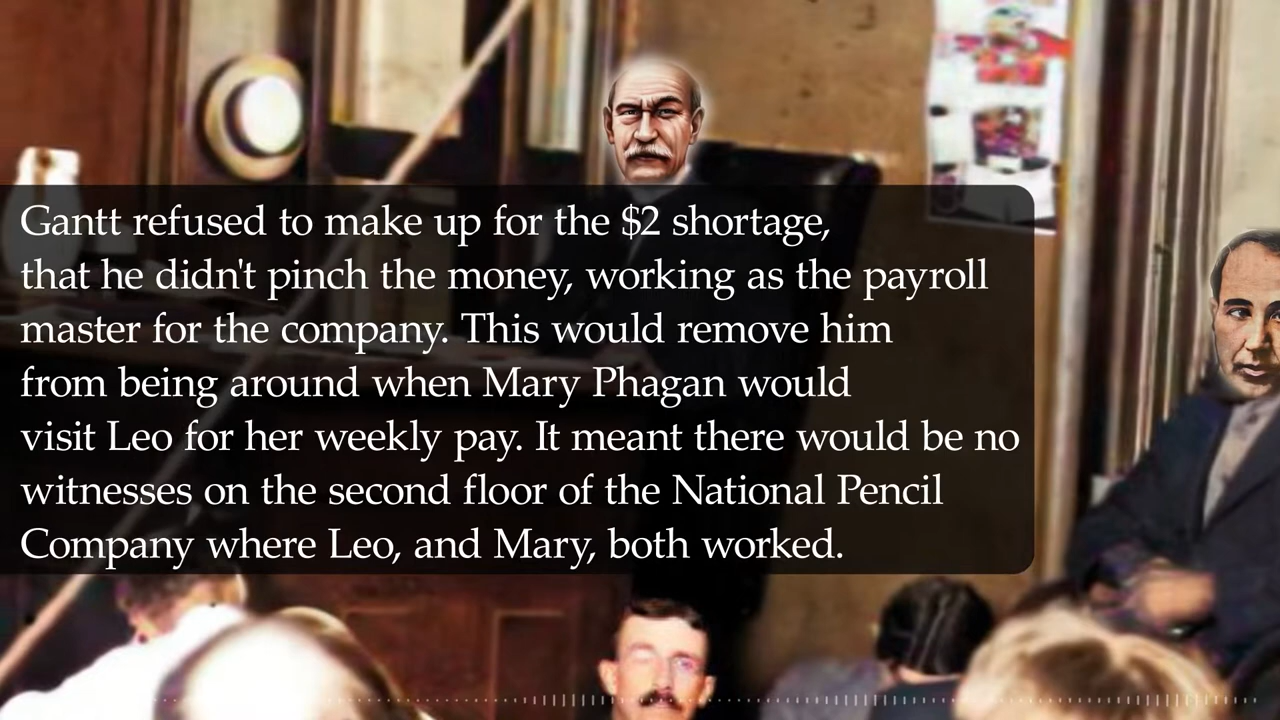 Gantt refused to make up for the $2 shortage,
that he didn't pinch the money, working as the payroll
master for the company. This would remove him
from being around when Mary Phagan would
visit Leo for her weekly pay. It meant there would be no
witnesses on the second floor of the National Pencil
Company where Leo, and Mary, both worked.